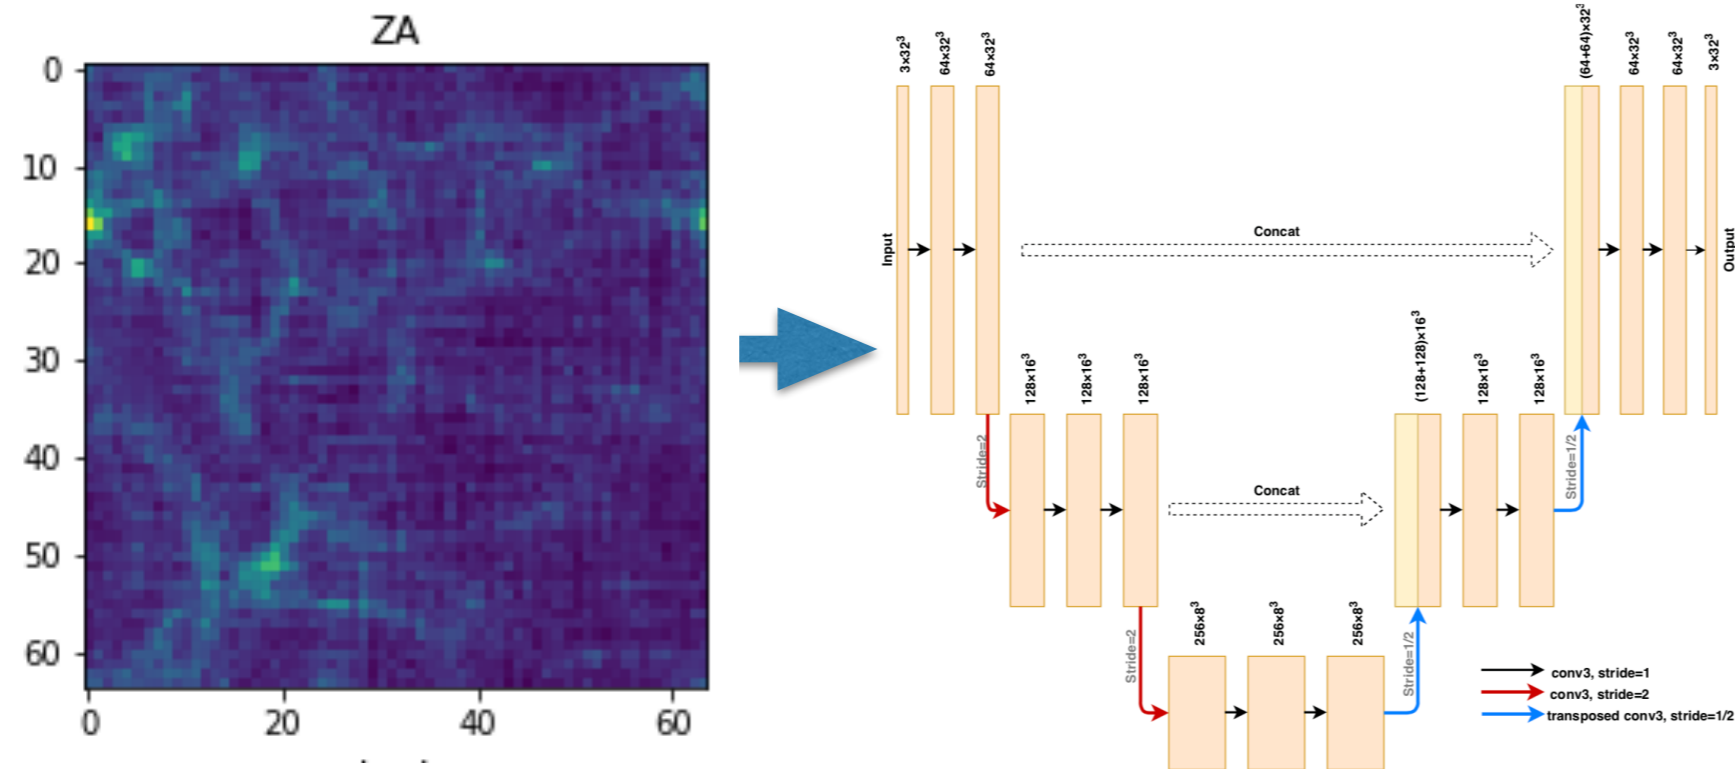 ZA
0
10
20
30
40
50
60
0
20
40
60
3×32³
64×32³
64×32³
(64+64)×32³
64×32³
64×32³
3×32³
Input
Concat
Output
128×16³
128×16³
128×16³
(128+128)×16³
128×16³
128×16³
Stride=2
Concat
Stride=1/2
256×8³
256×8³
256×8³
Stride=2
Stride=1/2
conv3, stride=1
conv3, stride=2
transposed conv3, stride=1/2